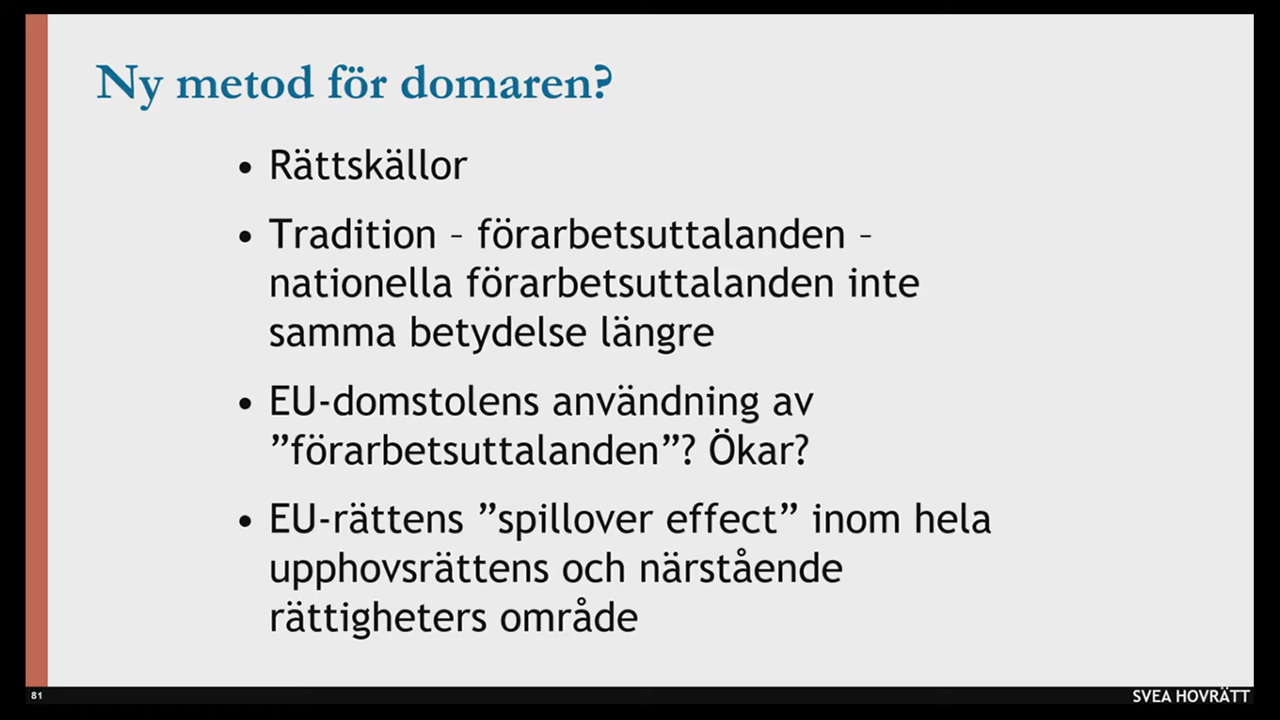 Ny metod för domaren?
• Rättskällor
• Tradition – förarbetsuttalanden –
nationella förarbetsuttalanden inte
samma betydelse längre
• EU-domstolens användning av
”förarbetsuttalanden”? Ökar?
• EU-rättens ”spillover effect” inom hela
upphovsrättens och närstående
rättigheters område
81
SVEA HOVRÄTT